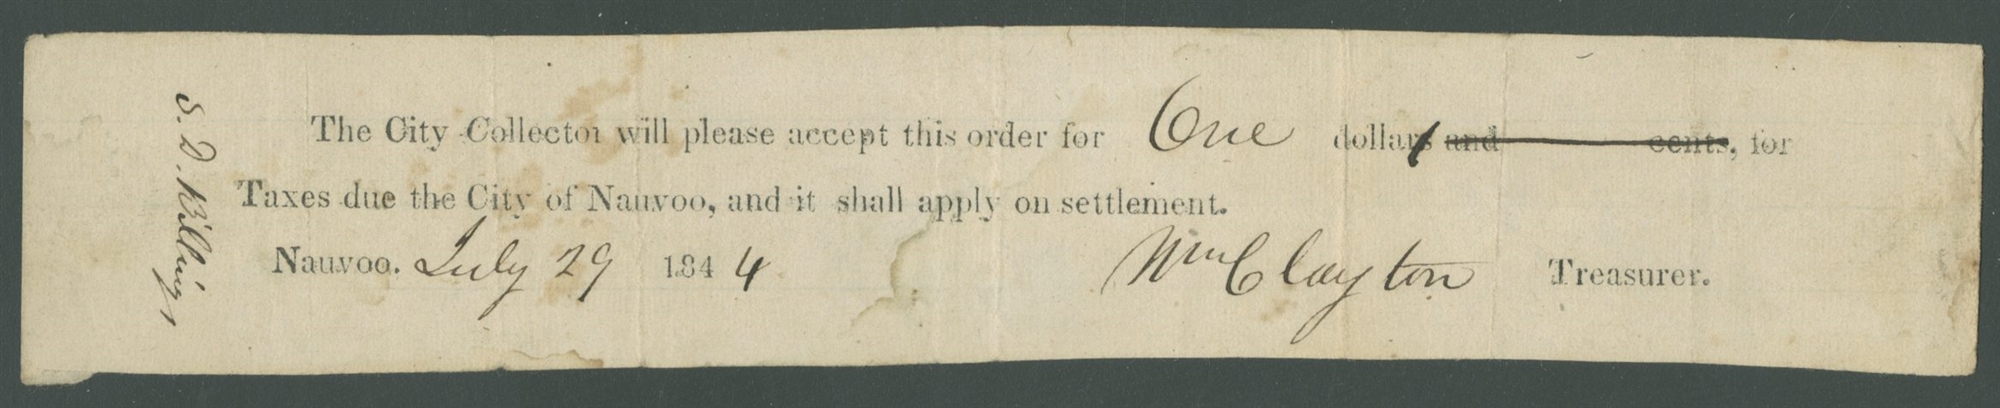 S. D. Billing
The City Collector will please accept this order for One dollars and cents, for
Taxes due the City of Nauvoo, and it shall apply on settlement.
Nauvoo. July 29 1844 Wm Clayton Treasurer.